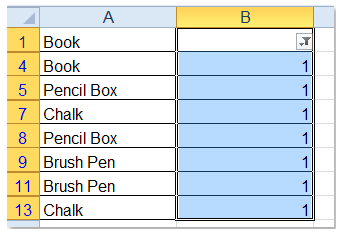 A B
1 Book
4 Book 1
5 Pencil Box 1
7 Chalk 1
8 Pencil Box 1
9 Brush Pen 1
11 Brush Pen 1
13 Chalk 1